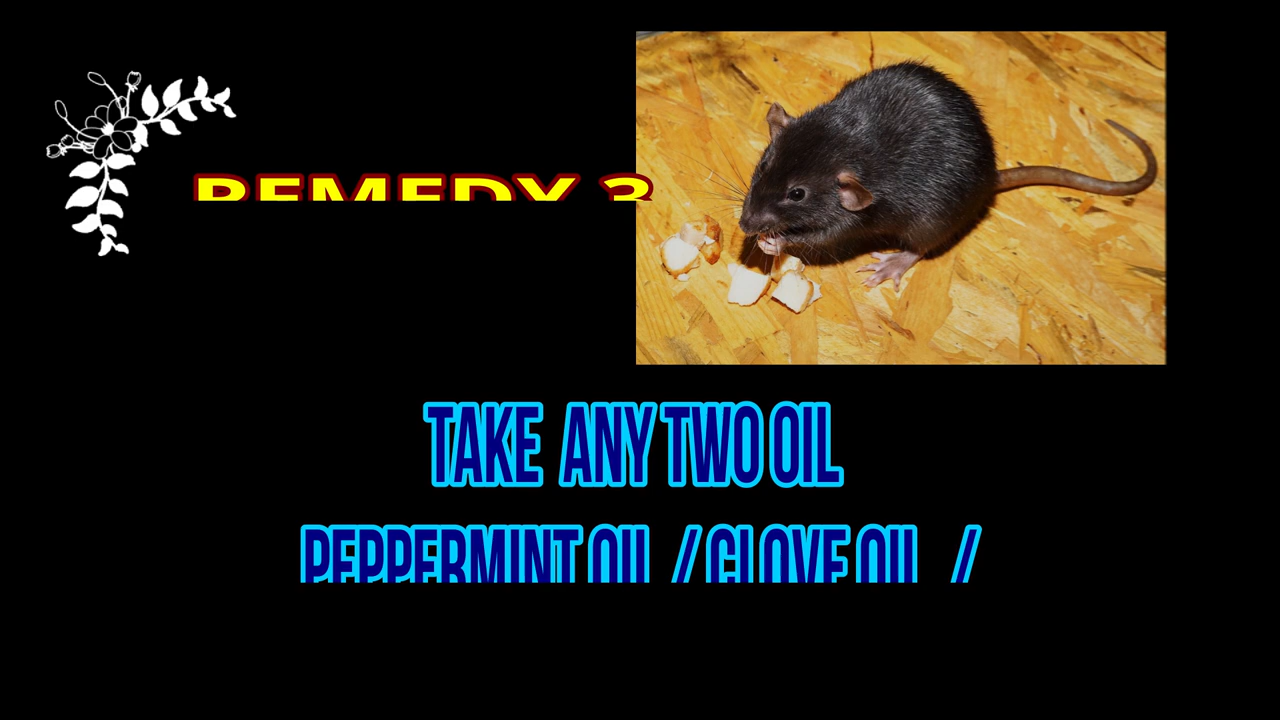 REMEDY 3
TAKE ANY TWO OIL
PEPPERMINT OIL / CLOVE OIL /